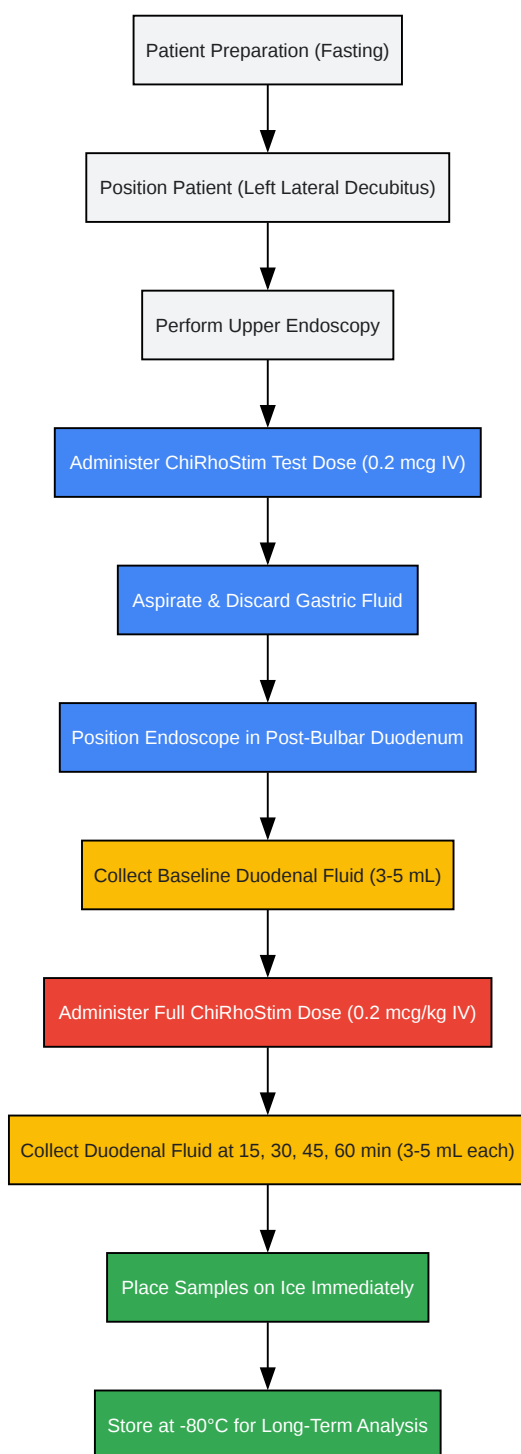 Patient Preparation (Fasting)
Position Patient (Left Lateral Decubitus)
Perform Upper Endoscopy
Administer ChiRhoStim Test Dose (0.2 mcg IV)
Aspirate & Discard Gastric Fluid
Position Endoscope in Post-Bulbar Duodenum
Collect Baseline Duodenal Fluid (3-5 mL)
Administer Full ChiRhoStim Dose (0.2 mcg/kg IV)
Collect Duodenal Fluid at 15, 30, 45, 60 min (3-5 mL each)
Place Samples on Ice Immediately
Store at -80°C for Long-Term Analysis